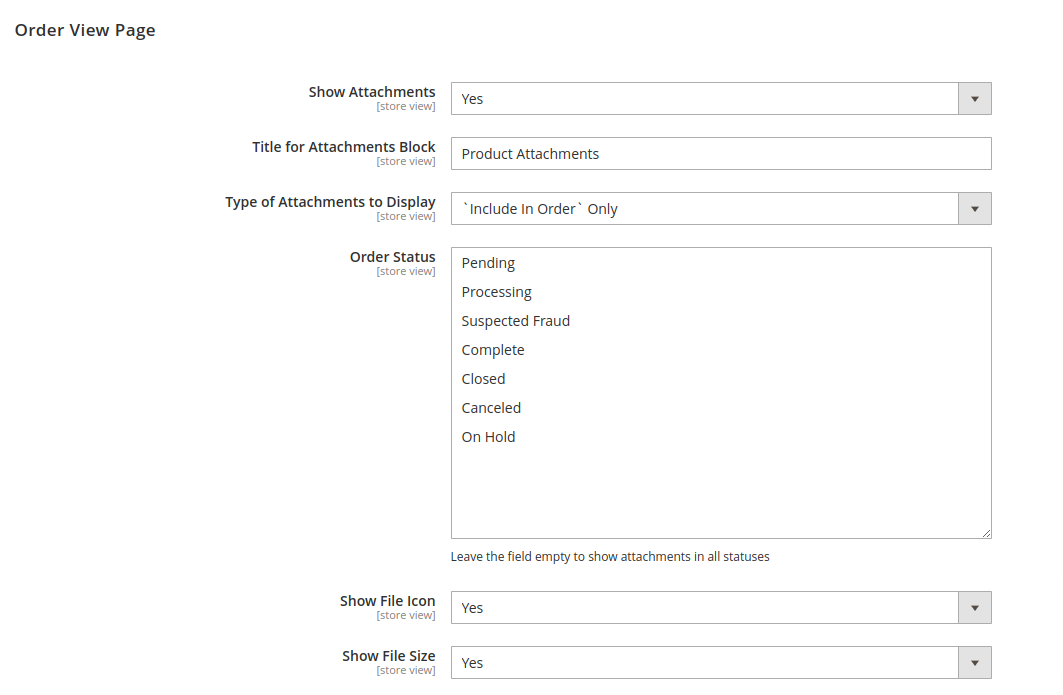 Order View Page
Show Attachments
[store view]
Yes
Title for Attachments Block
[store view]
Product Attachments
Type of Attachments to Display
[store view]
`Include In Order` Only
Order Status
[store view]
Pending
Processing
Suspected Fraud
Complete
Closed
Canceled
On Hold
Leave the field empty to show attachments in all statuses
Show File Icon
[store view]
Yes
Show File Size
[store view]
Yes